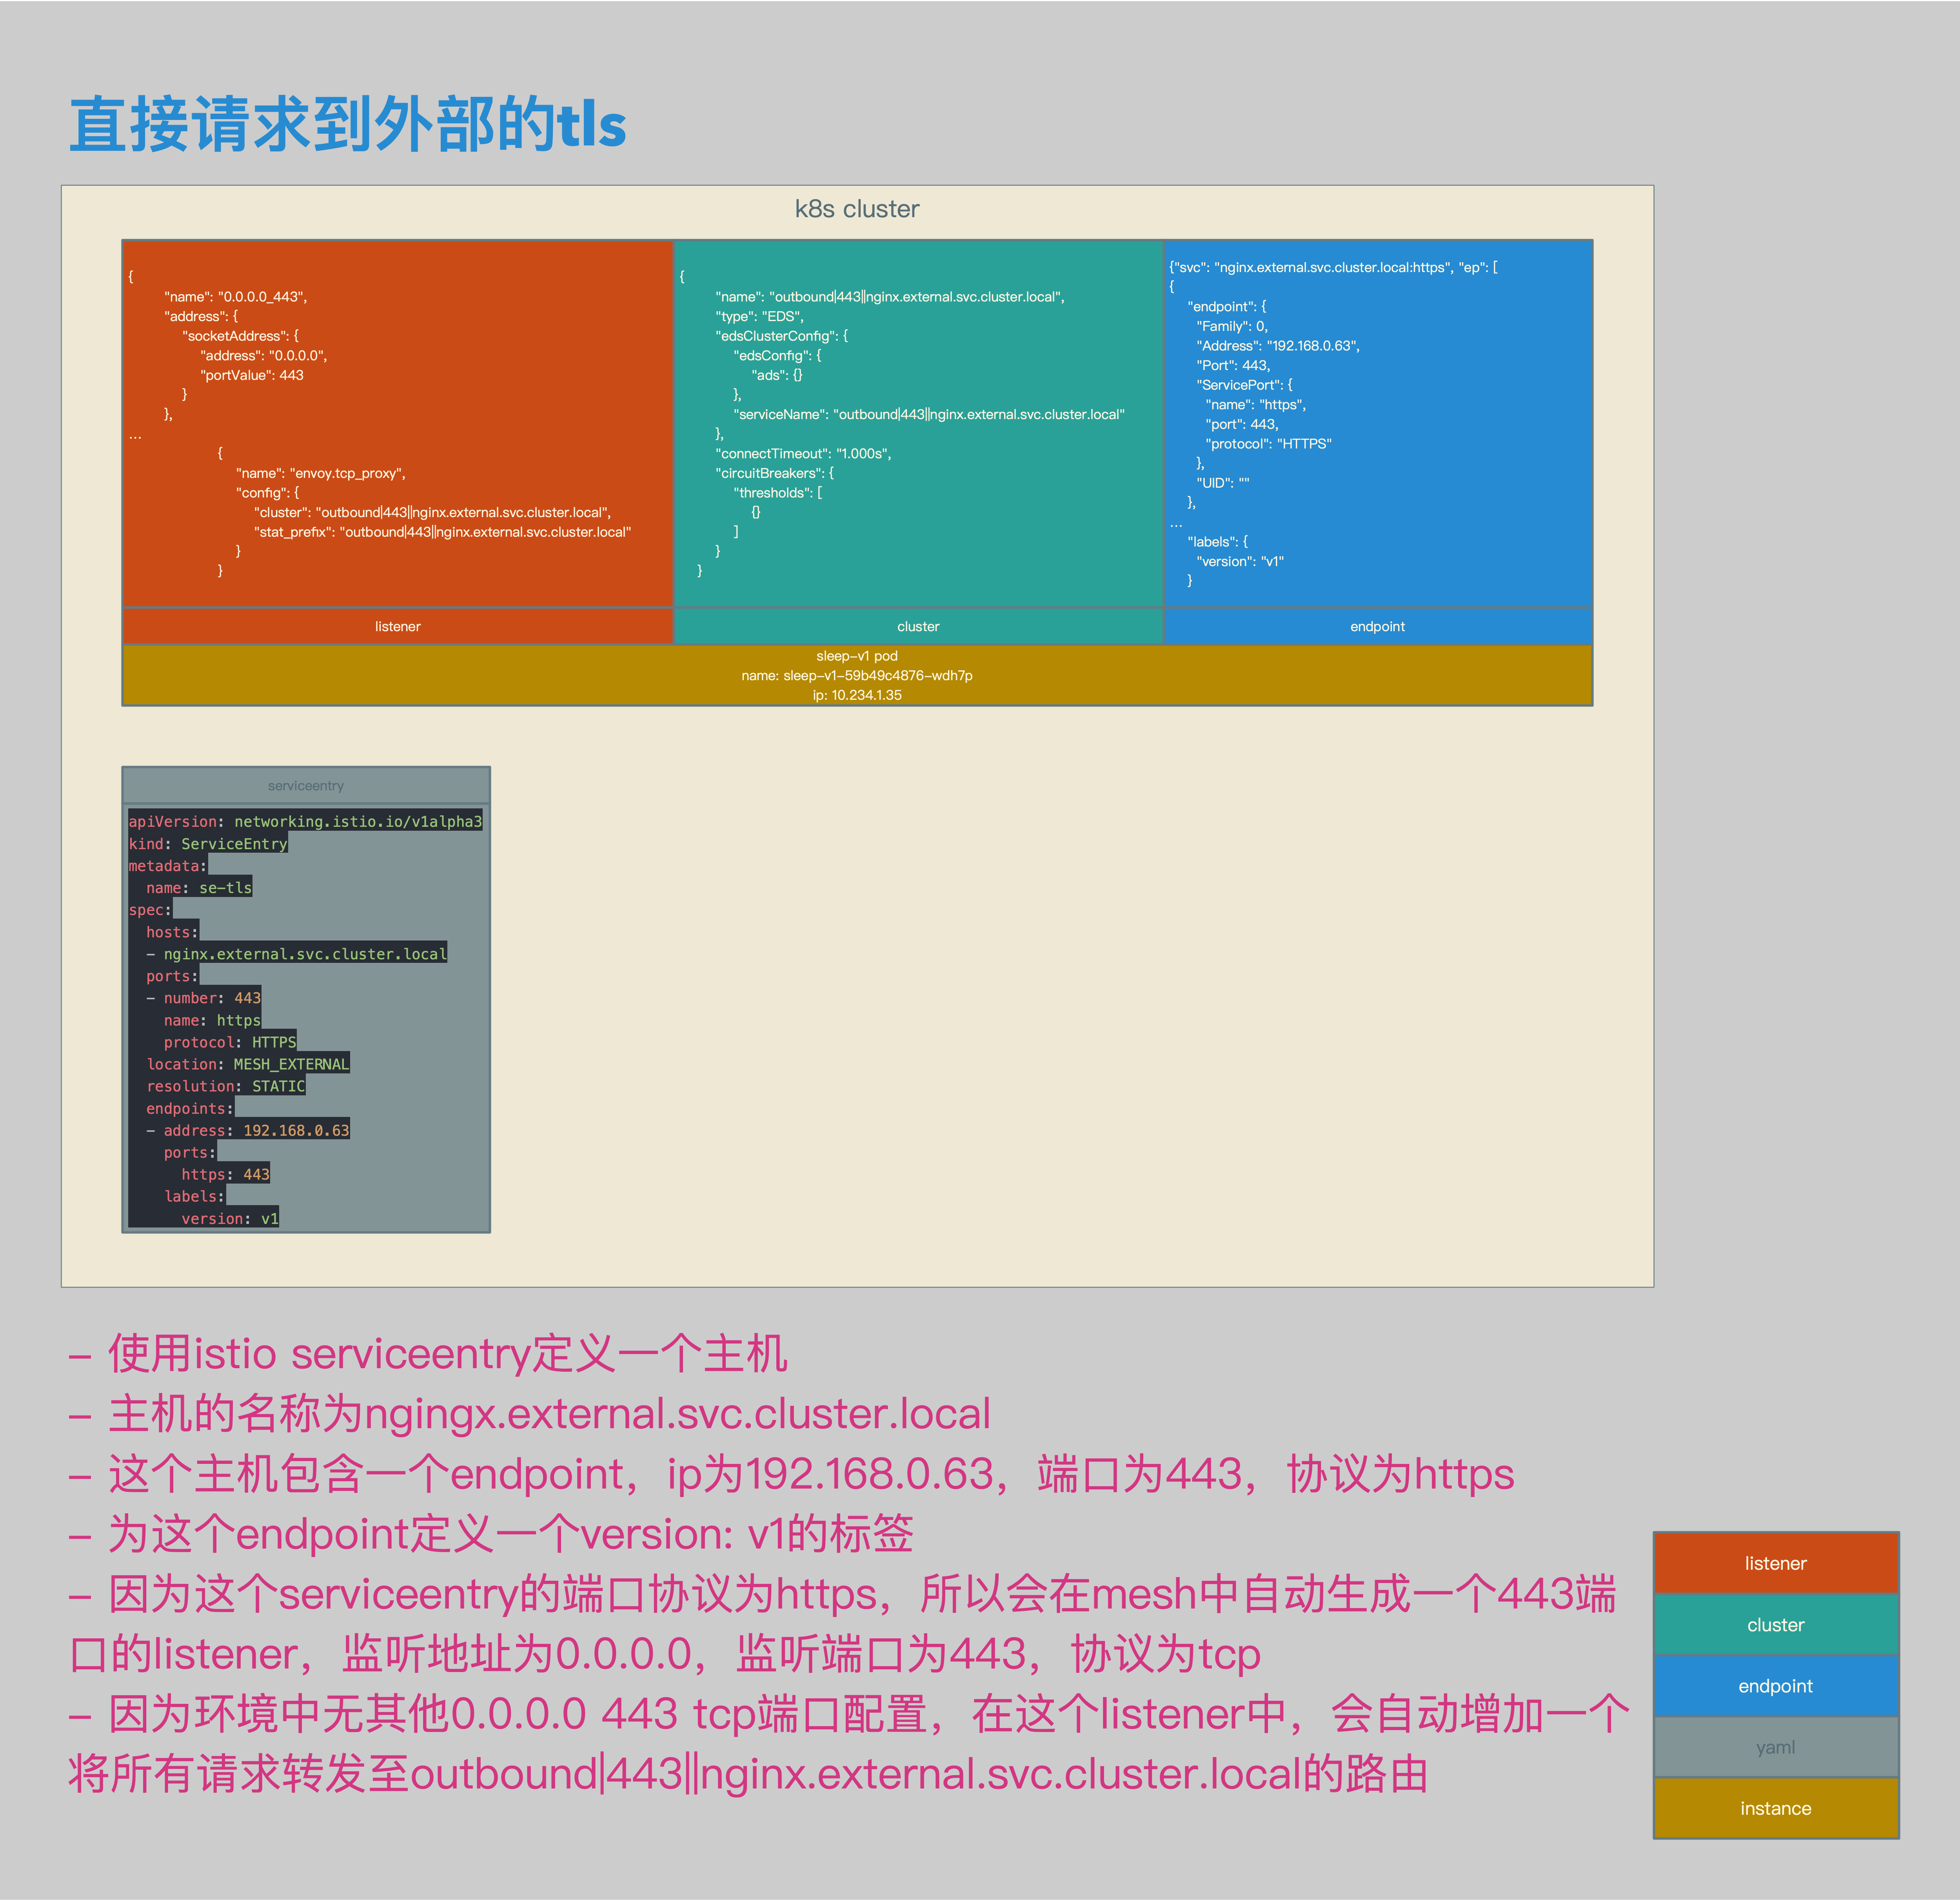 直接请求到外部的tls
k8s cluster
{
"name": "0.0.0.0_443",
"address": {
"socketAddress": {
"address": "0.0.0.0",
"portValue": 443
}
},
...
{
"name": "envoy.tcp_proxy",
"config": {
"cluster": "outbound|443||nginx.external.svc.cluster.local",
"stat_prefix": "outbound|443||nginx.external.svc.cluster.local"
}
}
listener
{
"name": "outbound|443||nginx.external.svc.cluster.local",
"type": "EDS",
"edsClusterConfig": {
"edsConfig": {
"ads": {}
},
"serviceName": "outbound|443||nginx.external.svc.cluster.local"
},
"connectTimeout": "1.000s",
"circuitBreakers": {
"thresholds": [
{}
]
}
}
cluster
{"svc": "nginx.external.svc.cluster.local:https", "ep": [
{
"endpoint": {
"Family": 0,
"Address": "192.168.0.63",
"Port": 443,
"ServicePort": {
"name": "https",
"port": 443,
"protocol": "HTTPS"
},
"UID": ""
},
...
"labels": {
"version": "v1"
}
endpoint
sleep-v1 pod
name: sleep-v1-59b49c4876-wdh7p
ip: 10.234.1.35
serviceentry
apiVersion: networking.istio.io/v1alpha3
kind: ServiceEntry
metadata:
name: se-tls
spec:
hosts:
- nginx.external.svc.cluster.local
ports:
- number: 443
name: https
protocol: HTTPS
location: MESH_EXTERNAL
resolution: STATIC
endpoints:
- address: 192.168.0.63
ports:
https: 443
labels:
version: v1
- 使用istio serviceentry定义一个主机
- 主机的名称为ngingx.external.svc.cluster.local
- 这个主机包含一个endpoint，ip为192.168.0.63，端口为443，协议为https
- 为这个endpoint定义一个version: v1的标签
- 因为这个serviceentry的端口协议为https，所以会在mesh中自动生成一个443端
口的listener，监听地址为0.0.0.0，监听端口为443，协议为tcp
- 因为环境中无其他0.0.0.0 443 tcp端口配置，在这个listener中，会自动增加一个
将所有请求转发至outbound|443||nginx.external.svc.cluster.local的路由
listener
cluster
endpoint
yaml
instance